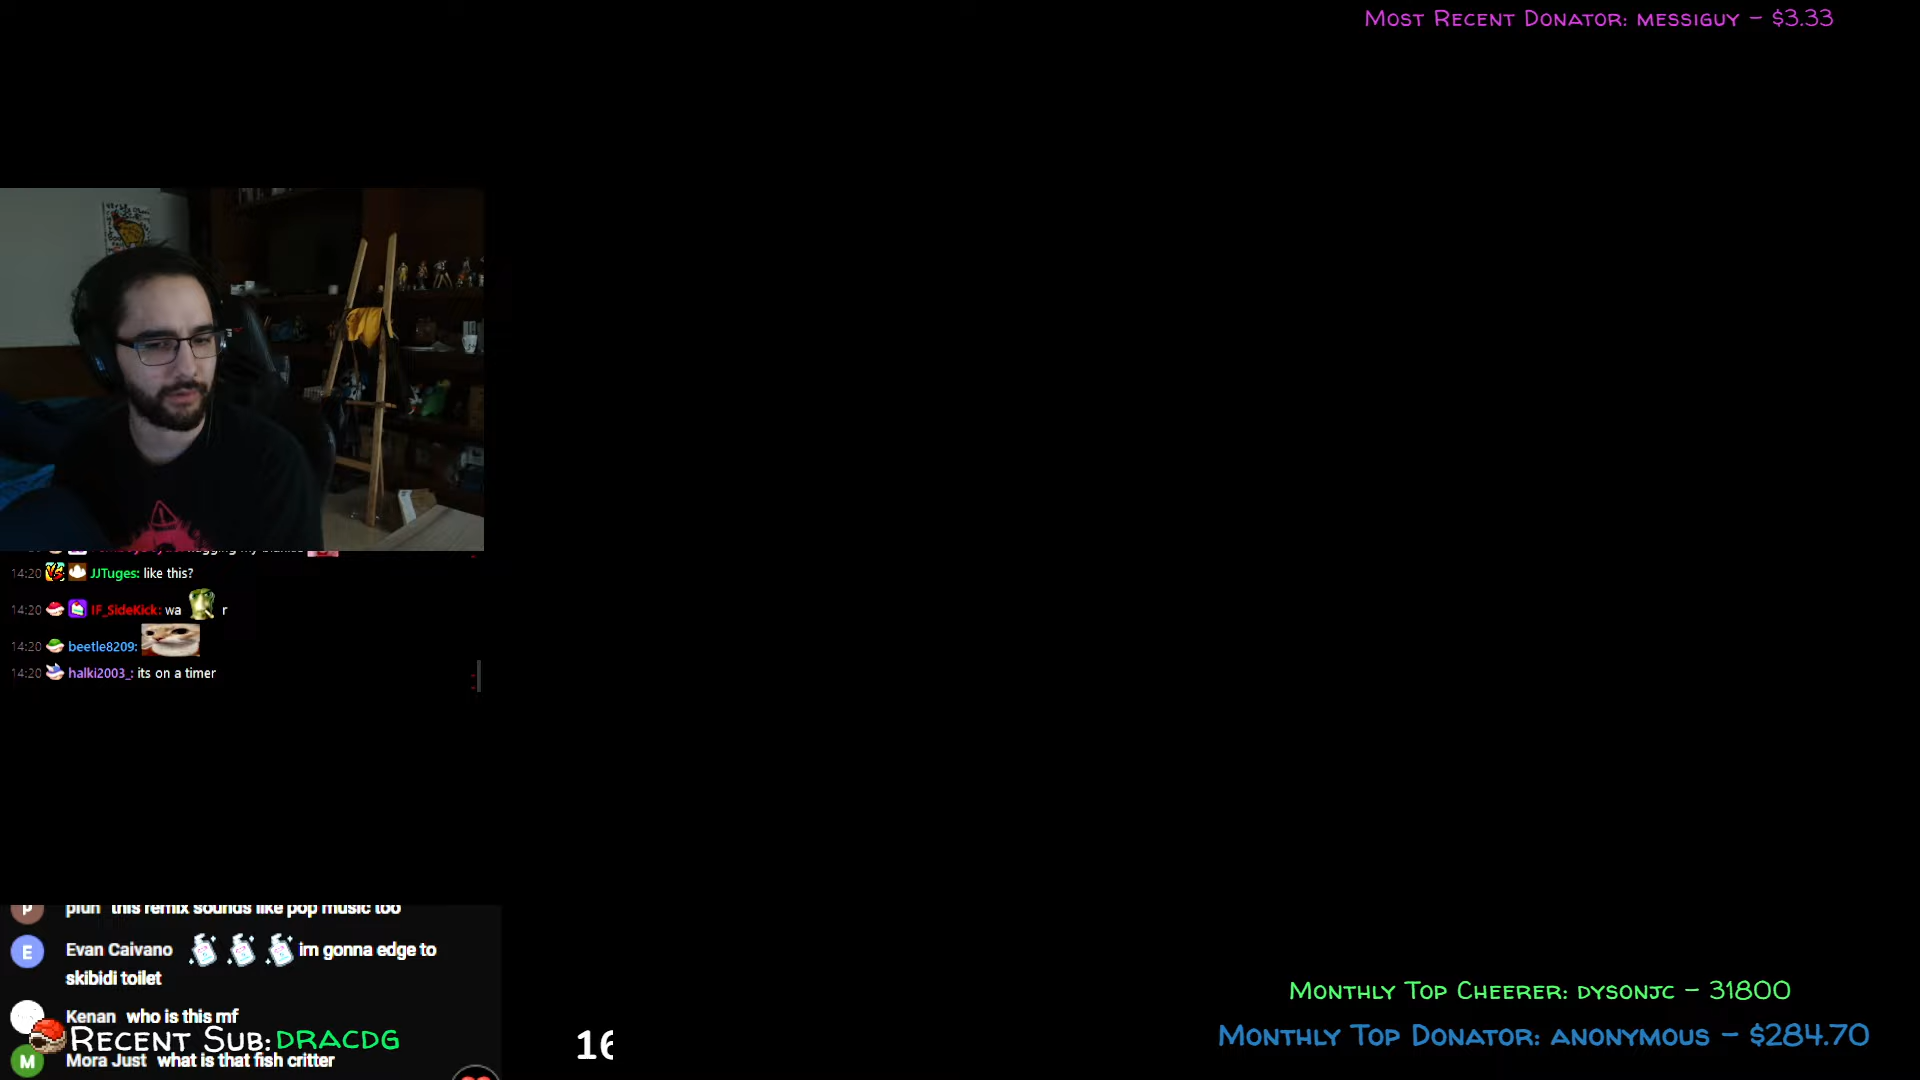 Most Recent Donator: messiguy - $3.33
14:20 JJTuges: like this?
14:20 IF_SideKick: wa r
14:20 beetle8209:
14:20 halki2003_: its on a timer
this remix sounds like pop music too
E Evan Caivano im gonna edge to
skibidi toilet
Kenan who is this mf
Recent Sub: dracdg
M Mora Just what is that fish critter
16
Monthly Top Cheerer: dysonjc - 31800
Monthly Top Donator: anonymous - $284.70